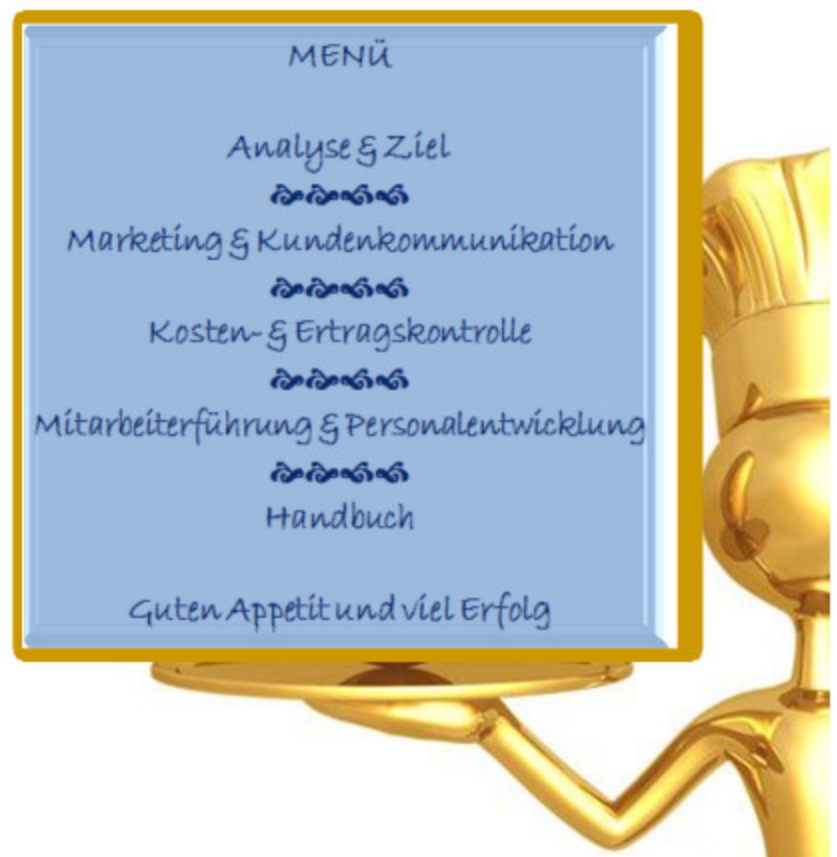 MENÜ
Analyse & Ziel
Marketing & Kundenkommunikation
Kosten- & Ertragskontrolle
Mitarbeiterführung & Personalentwicklung
Handbuch
Guten Appetit und viel Erfolg